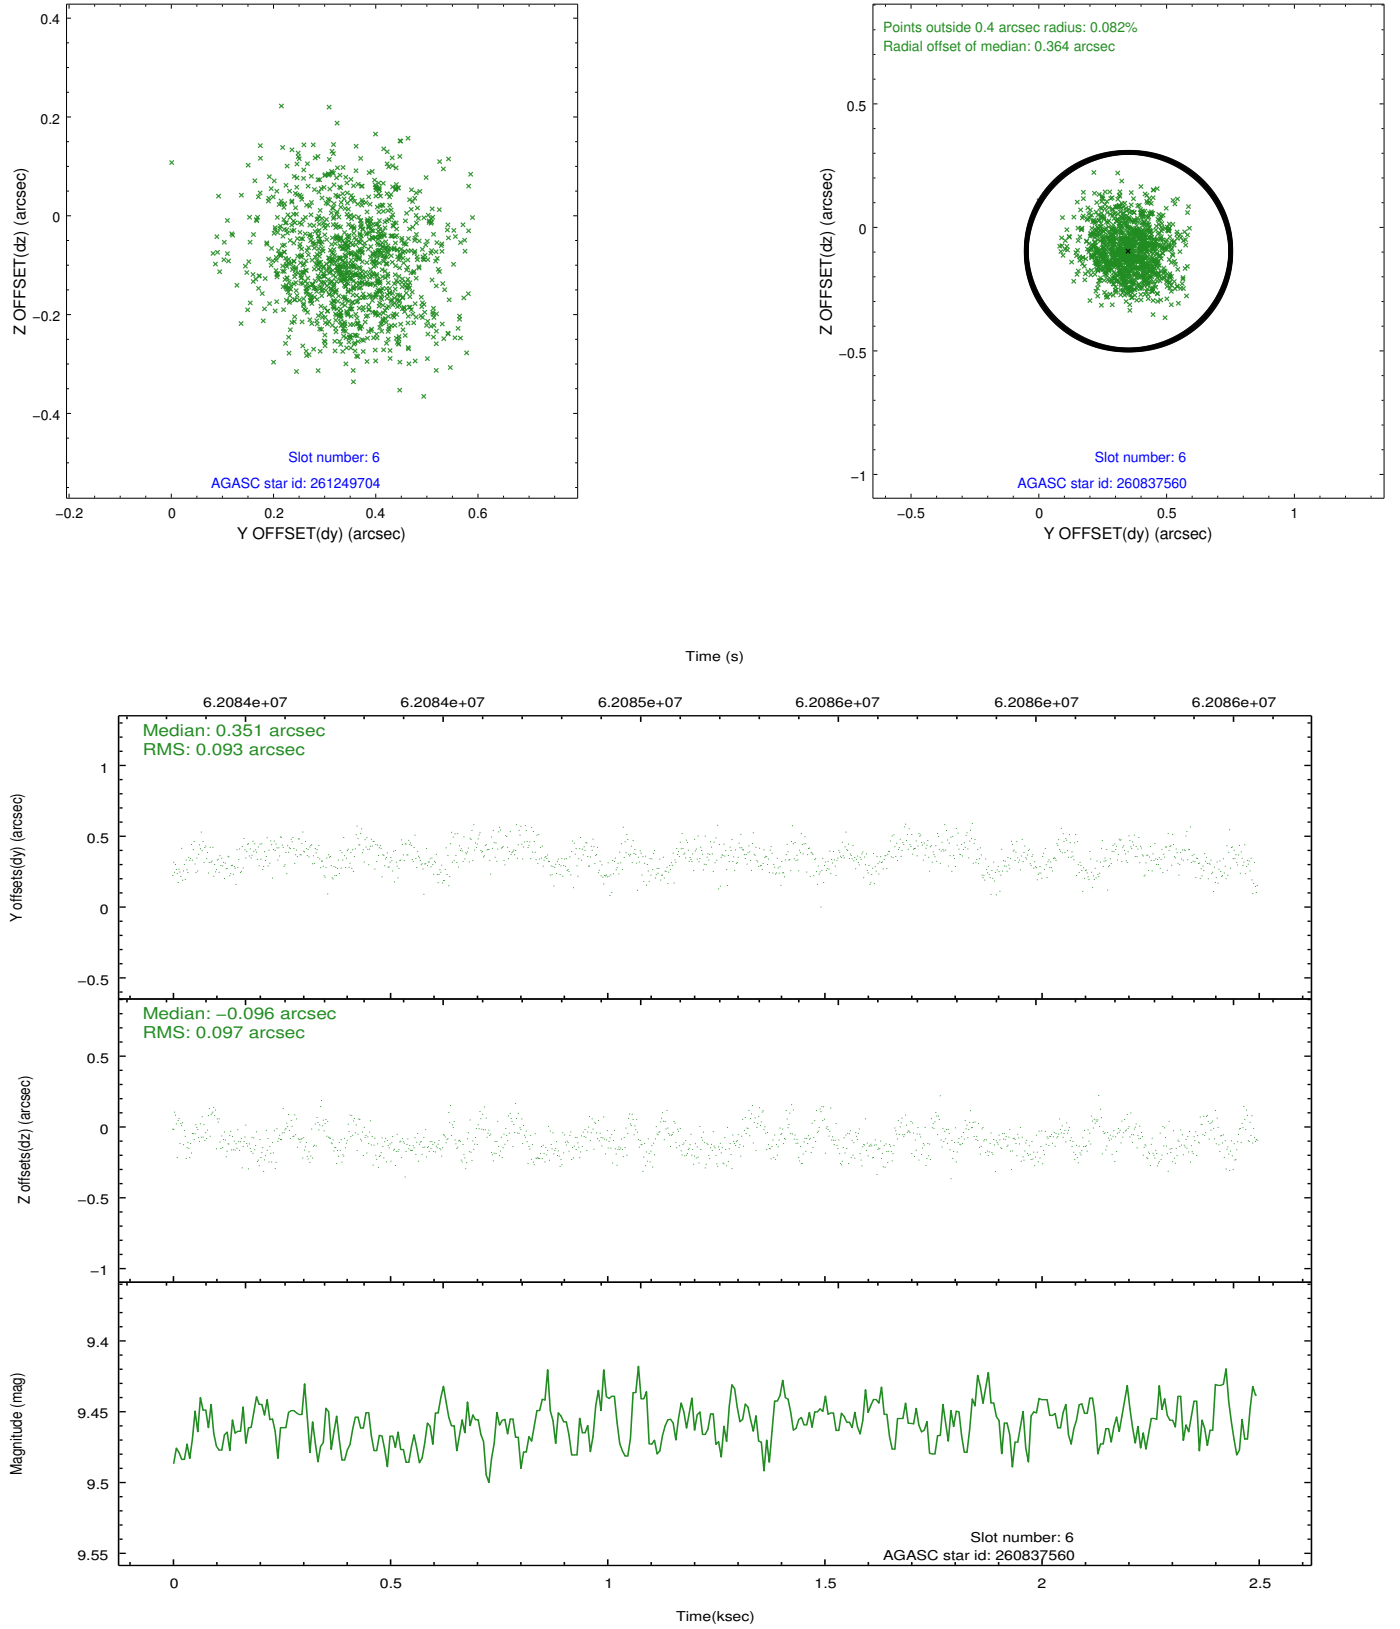 0.4
0.2
0
−0.2
−0.4
Z OFFSET(dz) (arcsec)
Slot number: 6
AGASC star id: 261249704
−0.2 0 0.2 0.4 0.6
Y OFFSET(dy) (arcsec)
Points outside 0.4 arcsec radius: 0.082%
Radial offset of median: 0.364 arcsec
0.5
0
−0.5
−1
Z OFFSET(dz) (arcsec)
Slot number: 6
AGASC star id: 260837560
−0.5 0 0.5 1
Y OFFSET(dy) (arcsec)
Time (s)
6.2084e+07 6.2084e+07 6.2085e+07 6.2086e+07 6.2086e+07 6.2086e+07
Median: 0.351 arcsec
RMS: 0.093 arcsec
1
0.5
0
−0.5
Y offsets(dy) (arcsec)
Median: −0.096 arcsec
RMS: 0.097 arcsec
0.5
0
−0.5
−1
Z offsets(dz) (arcsec)
9.4
9.45
9.5
9.55
Magnitude (mag)
Slot number: 6
AGASC star id: 260837560
0 0.5 1 1.5 2 2.5
Time(ksec)